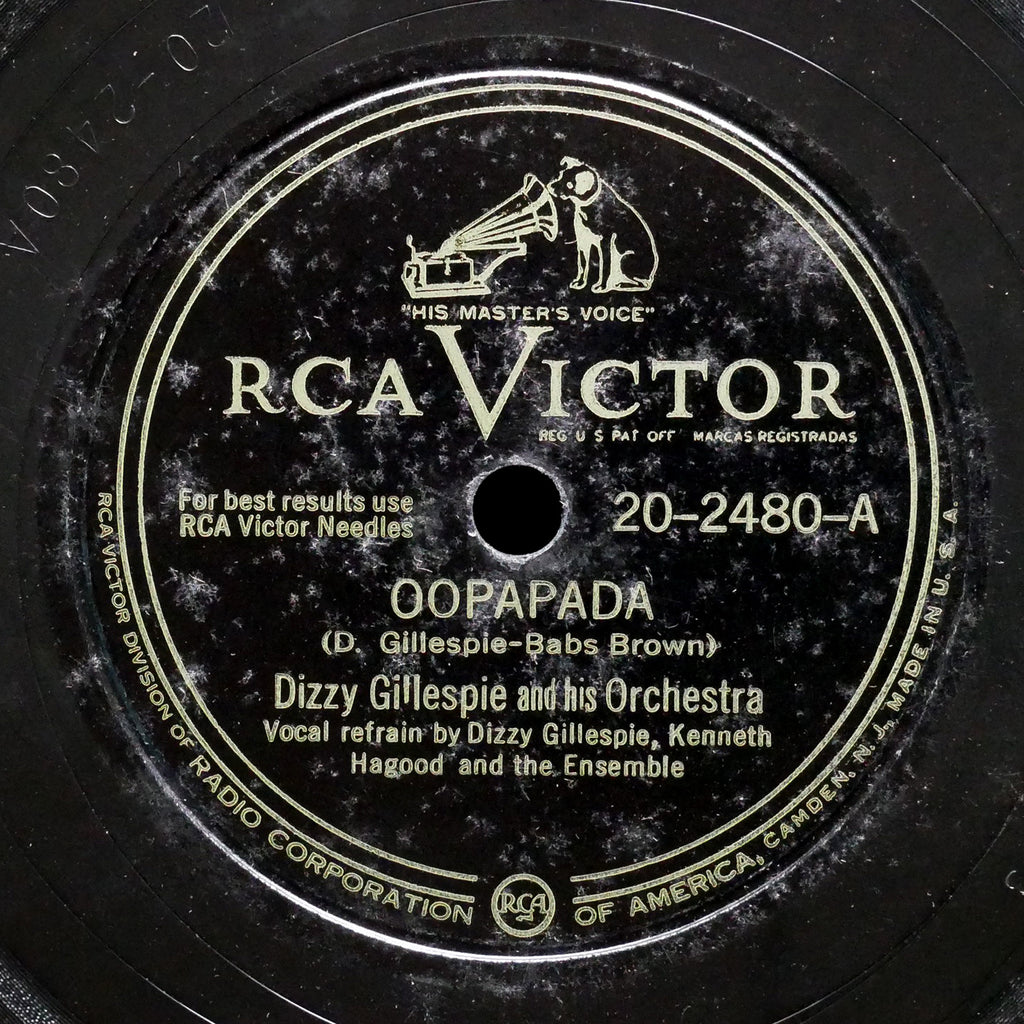 20-2480A
"HIS MASTER'S VOICE"
RCA VICTOR
REG U S PAT OFF MARCAS REGISTRADAS
For best results use
RCA Victor Needles
20-2480-A
OOPAPADA
(D. Gillespie-Babs Brown)
Dizzy Gillespie and his Orchestra
Vocal refrain by Dizzy Gillespie, Kenneth
Hagood and the Ensemble
RCA VICTOR DIVISION OF RADIO CORPORATION OF AMERICA, CAMDEN, N. J., MADE IN U. S. A.
RCA